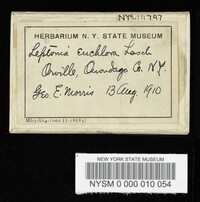 NYS-111797
HERBARIUM N. Y. STATE MUSEUM
Leptonia Euchlora Lasch
Orville, Onondaga Co. N.Y.
Geo. E. Morris 13 Aug. 1910
NEW YORK STATE MUSEUM
NYSM 0 000 010 054